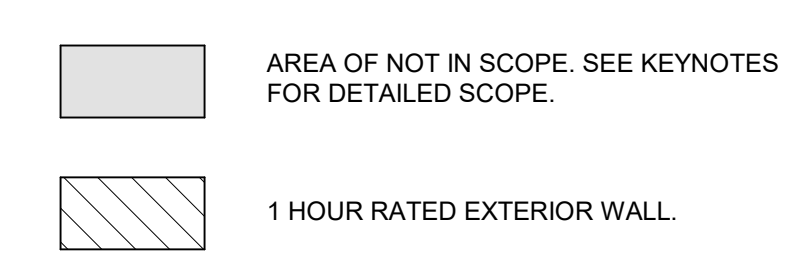 AREA OF NOT IN SCOPE. SEE KEYNOTES
FOR DETAILED SCOPE.
1 HOUR RATED EXTERIOR WALL.